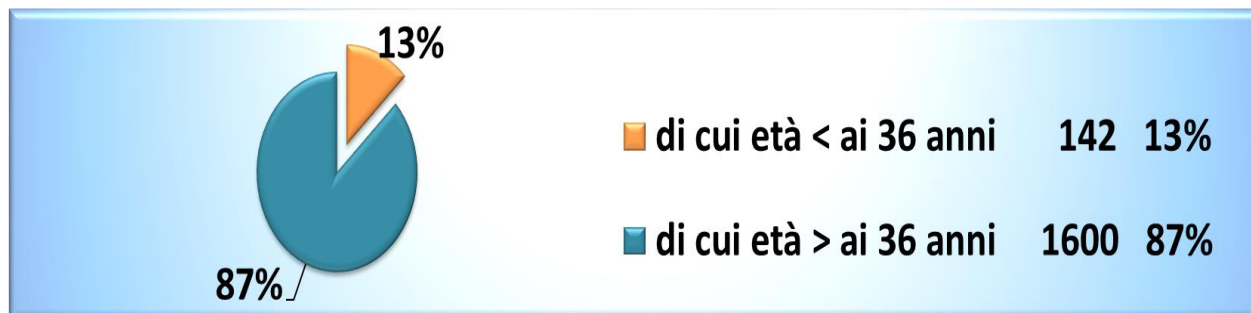 13%
di cui età < ai 36 anni 142 13%
di cui età > ai 36 anni 1600 87%
87%